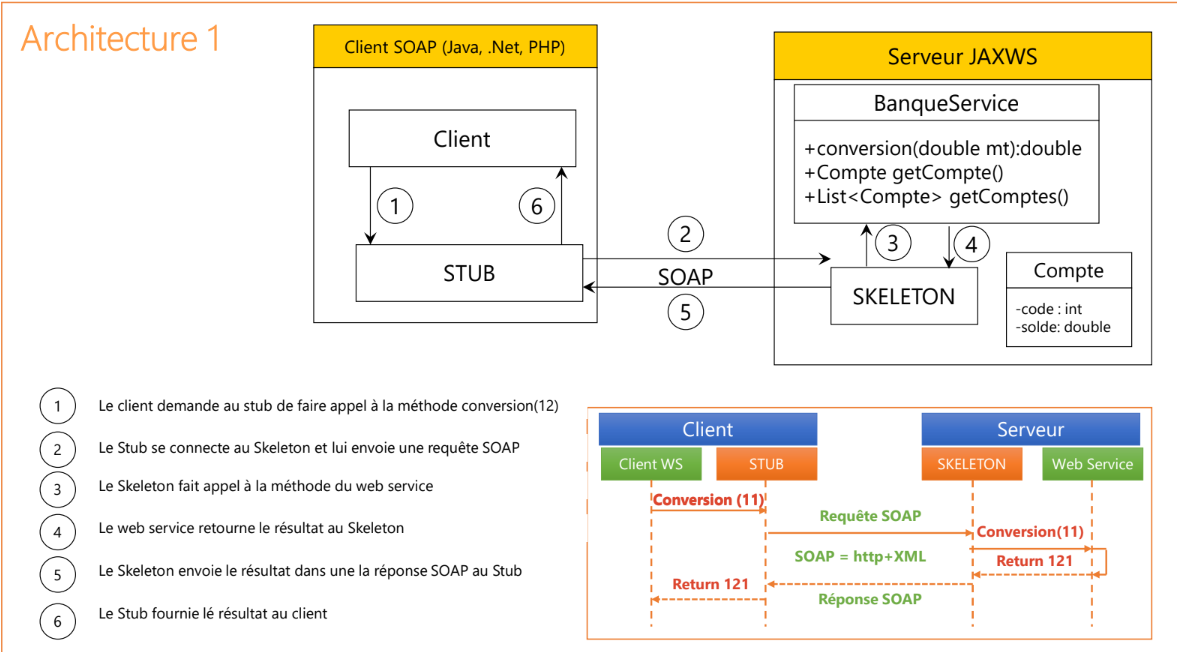 Architecture 1
Client SOAP (Java, .Net, PHP)
Client
1
6
STUB
2
SOAP
5
Serveur JAXWS
BanqueService
+conversion(double mt):double
+Compte getCompte()
+List<Compte> getComptes()
3
4
SKELETON
Compte
-code : int
-solde: double
1 Le client demande au stub de faire appel à la méthode conversion(12)
2 Le Stub se connecte au Skeleton et lui envoie une requête SOAP
3 Le Skeleton fait appel à la méthode du web service
4 Le web service retourne le résultat au Skeleton
5 Le Skeleton envoie le résultat dans une la réponse SOAP au Stub
6 Le Stub fournie lé résultat au client
Client
Serveur
Client WS
STUB
SKELETON
Web Service
Conversion (11)
Requête SOAP
Conversion(11)
SOAP = http+XML
Return 121
Return 121
Réponse SOAP